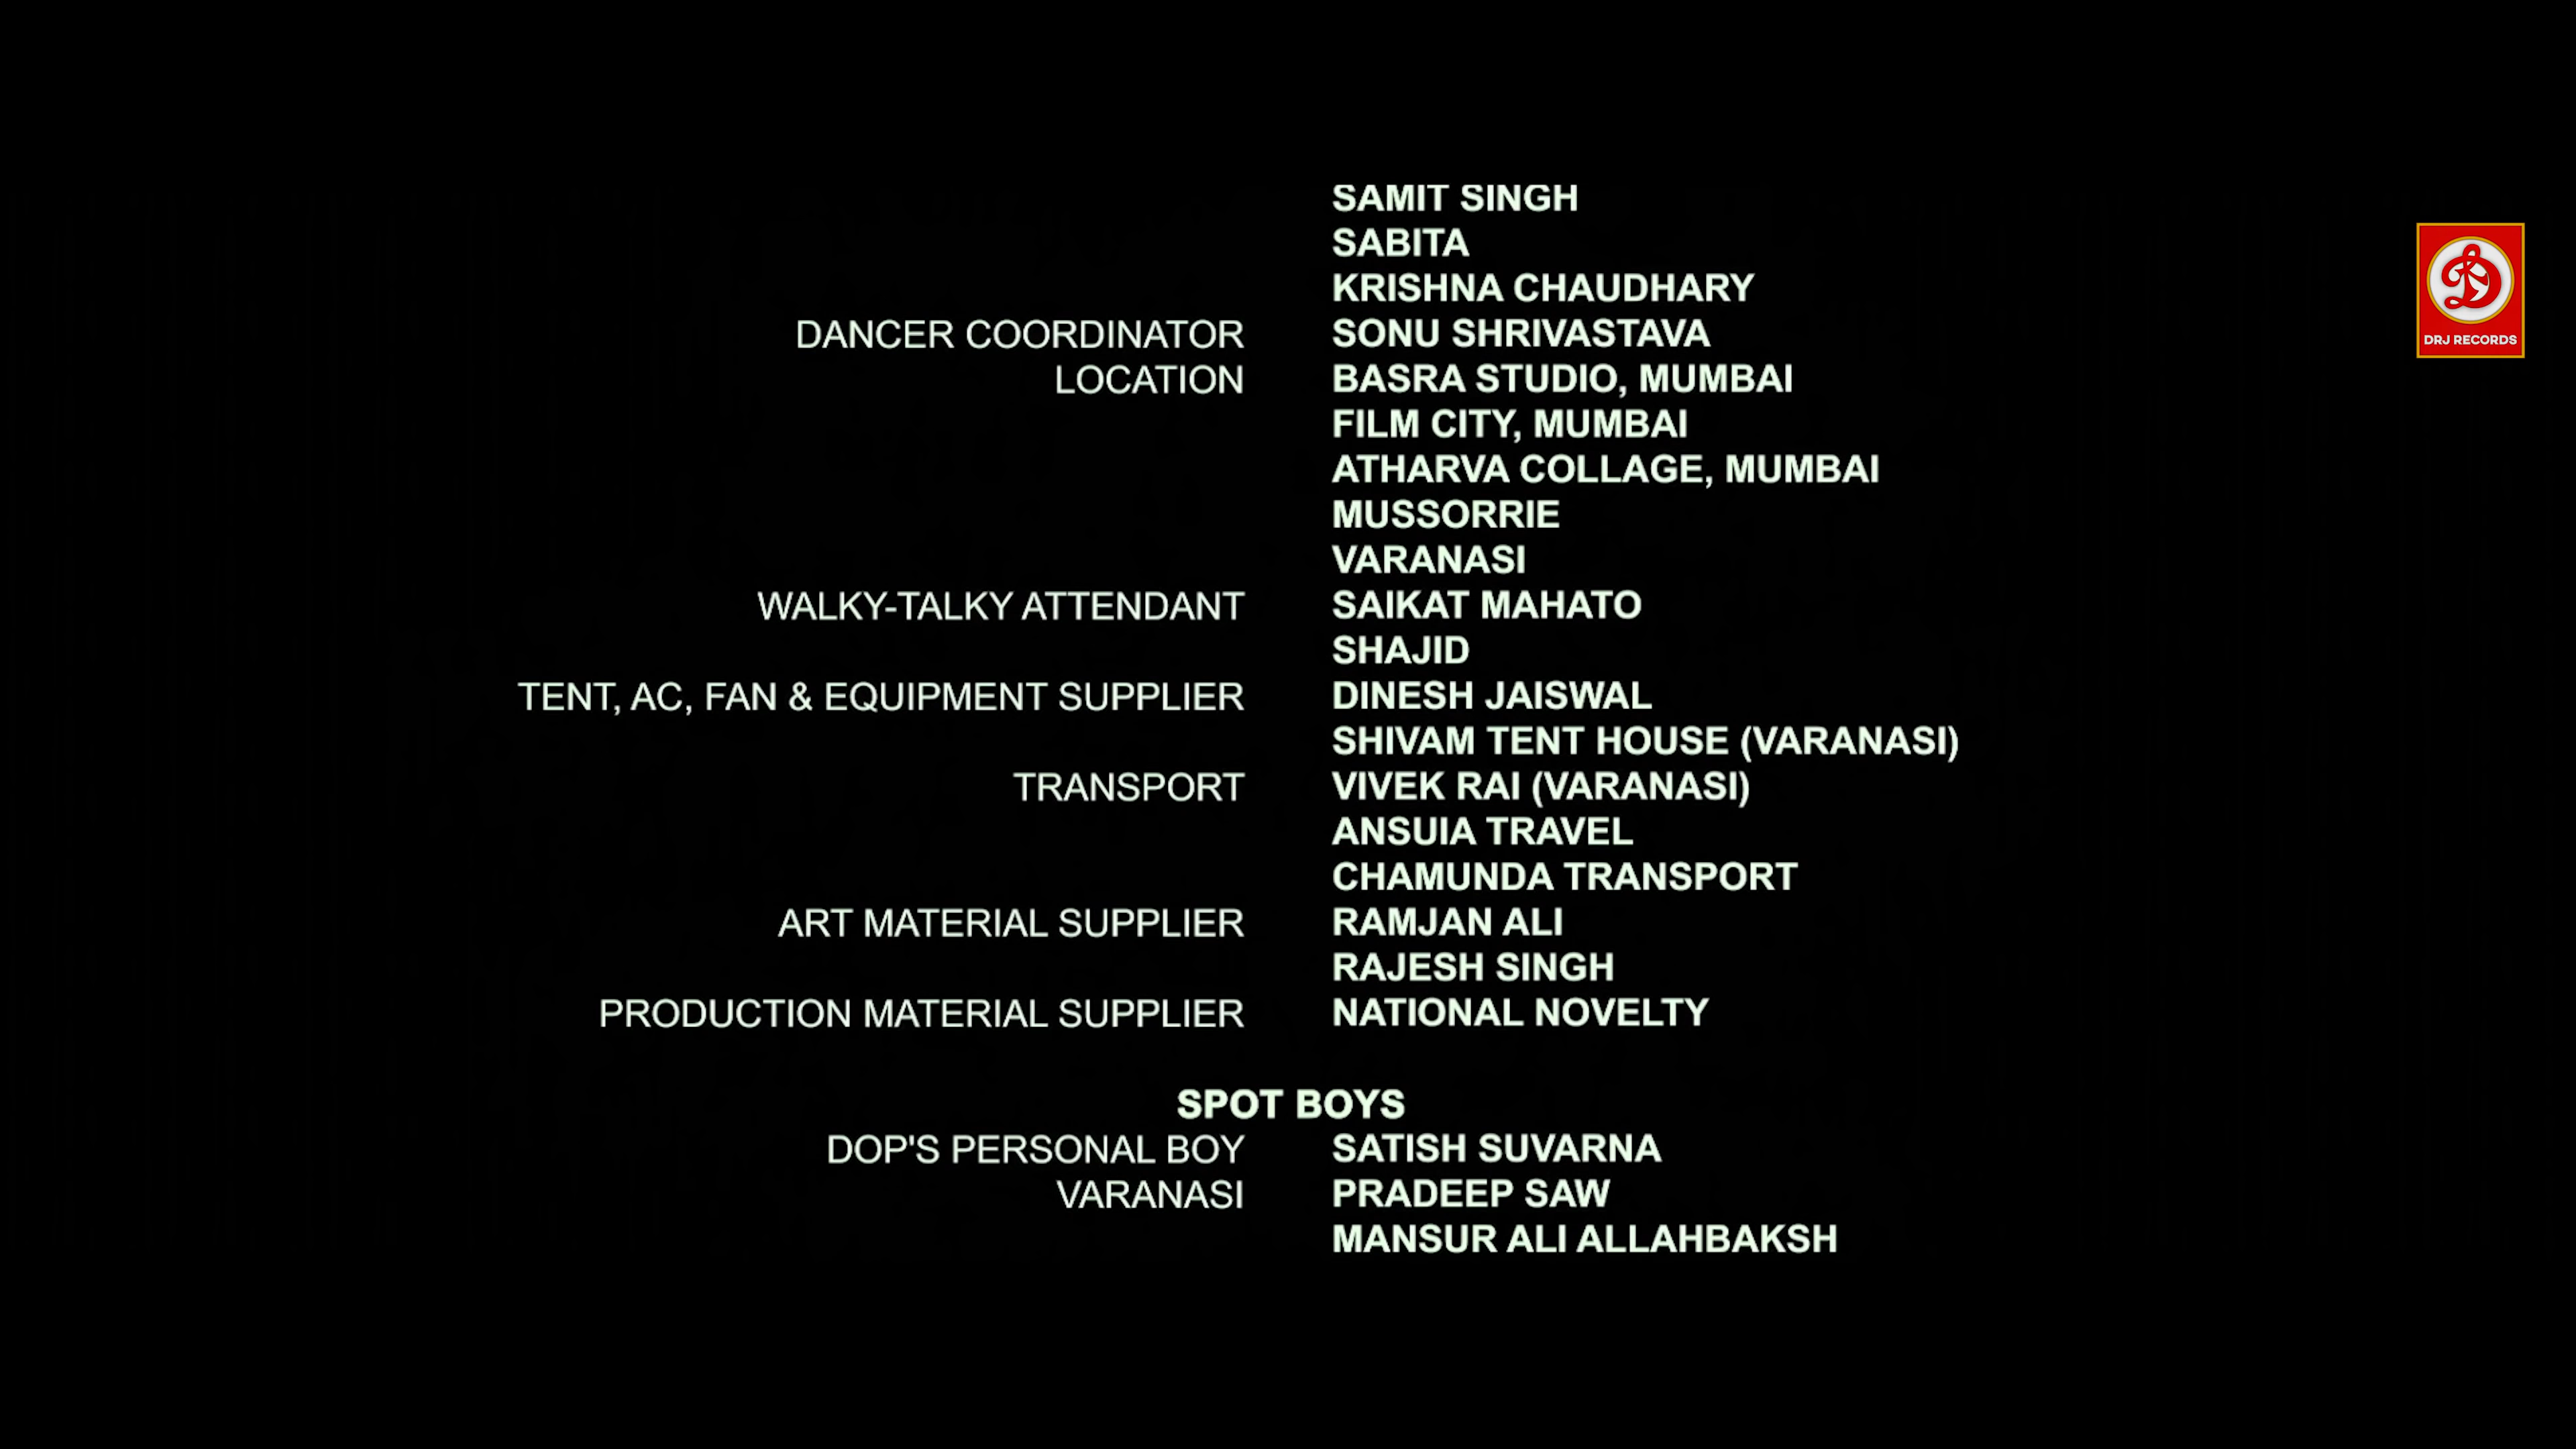 SAMIT SINGH
SABITA
KRISHNA CHAUDHARY
DANCER COORDINATOR SONU SHRIVASTAVA
LOCATION BASRA STUDIO, MUMBAI
FILM CITY, MUMBAI
ATHARVA COLLAGE, MUMBAI
MUSSORRIE
VARANASI
WALKY-TALKY ATTENDANT SAIKAT MAHATO
SHAJID
TENT, AC, FAN & EQUIPMENT SUPPLIER DINESH JAISWAL
SHIVAM TENT HOUSE (VARANASI)
TRANSPORT VIVEK RAI (VARANASI)
ANSUIA TRAVEL
CHAMUNDA TRANSPORT
ART MATERIAL SUPPLIER RAMJAN ALI
RAJESH SINGH
PRODUCTION MATERIAL SUPPLIER NATIONAL NOVELTY
SPOT BOYS
DOP'S PERSONAL BOY SATISH SUVARNA
VARANASI PRADEEP SAW
MANSUR ALI ALLAHBAKSH
DRJ RECORDS